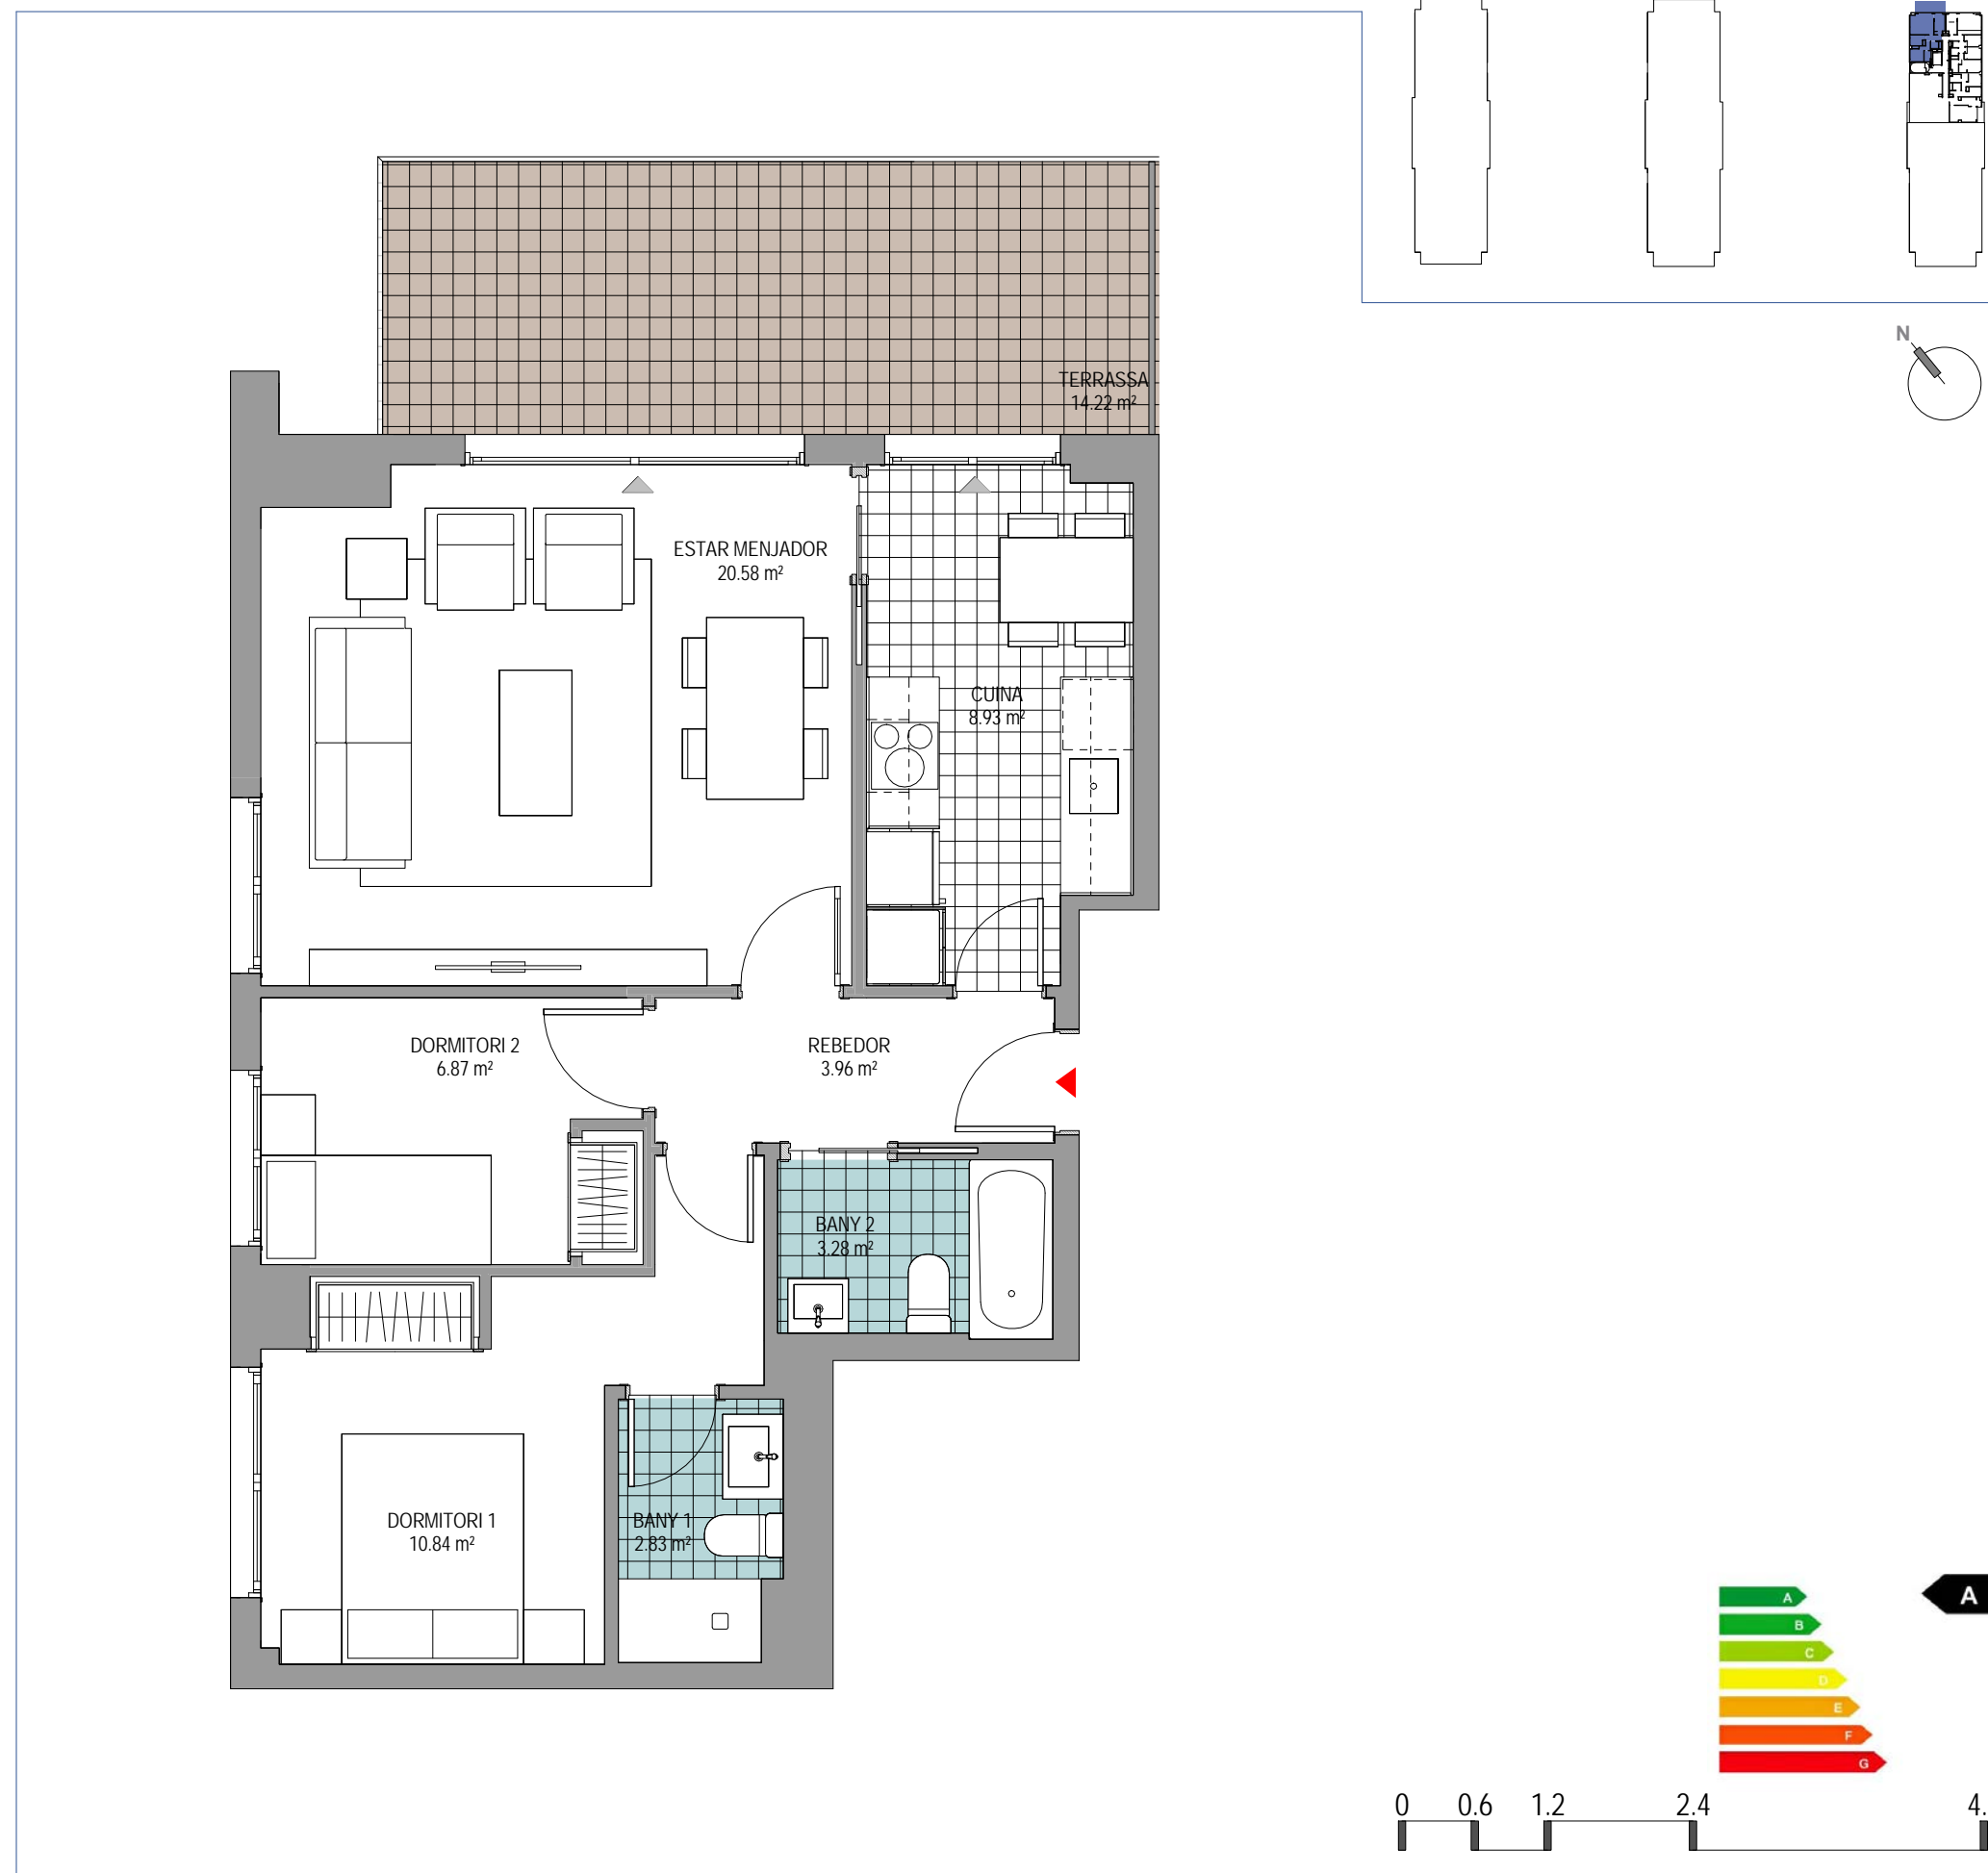 N
TERRASSA
14.22 m²
ESTAR MENJADOR
20.58 m²
CUINA
8.93 m²
DORMITORI 2
6.87 m²
REBEDOR
3.96 m²
BANY 2
3.28 m²
DORMITORI 1
10.84 m²
BANY 1
2.83 m²
A
A
B
C
D
E
F
G
0 0.6 1.2 2.4 4.